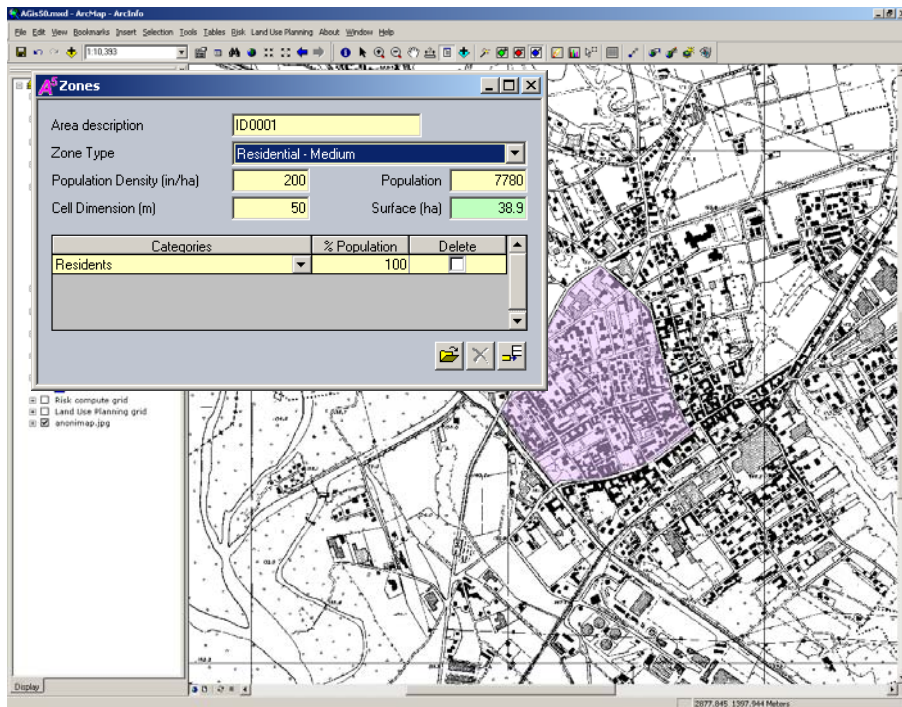 AGis50.mxd - ArcMap - ArcInfo
File Edit View Bookmarks Insert Selection Tools Tables Risk Land Use Planning About Window Help
1:10,393
A5 Zones
Area description ID0001
Zone Type Residential - Medium
Population Density (in/ha) 200 Population 7780
Cell Dimension (m) 50 Surface (ha) 38.9
Categories % Population Delete
Residents 100
Risk compute grid
Land Use Planning grid
anonimap.jpg
Display
2877.845 1397.944 Meters